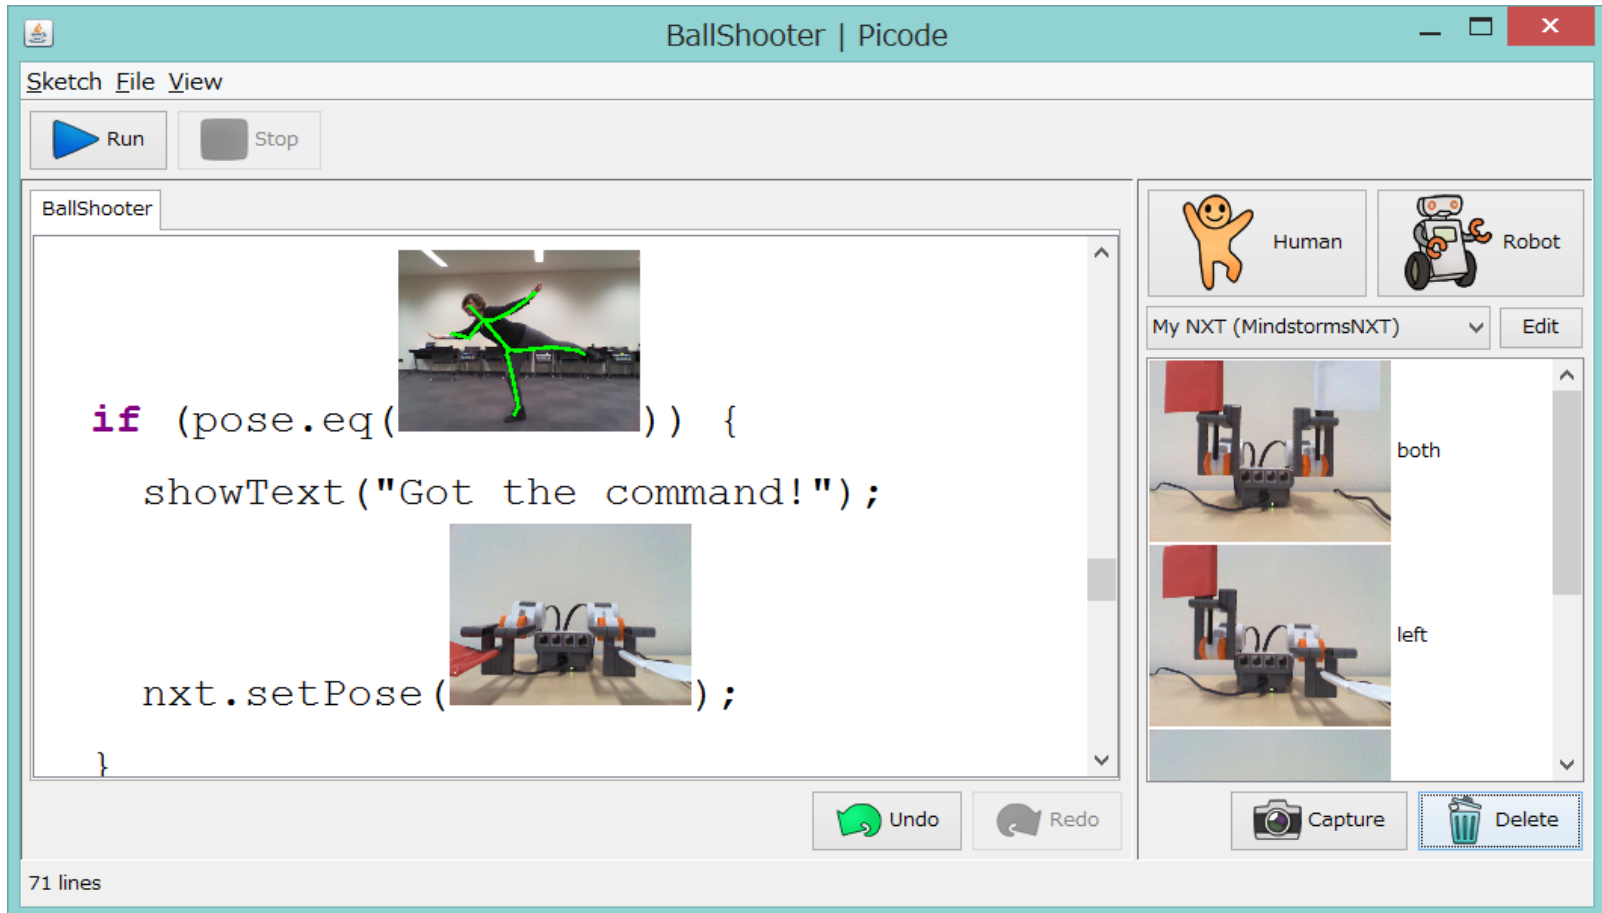 BallShooter | Picode
Sketch File View
Run Stop
BallShooter
if (pose.eq( )) {
showText("Got the command!");
nxt.setPose( );
}
Undo Redo
Human Robot
My NXT (MindstormsNXT) Edit
both
left
Capture Delete
71 lines